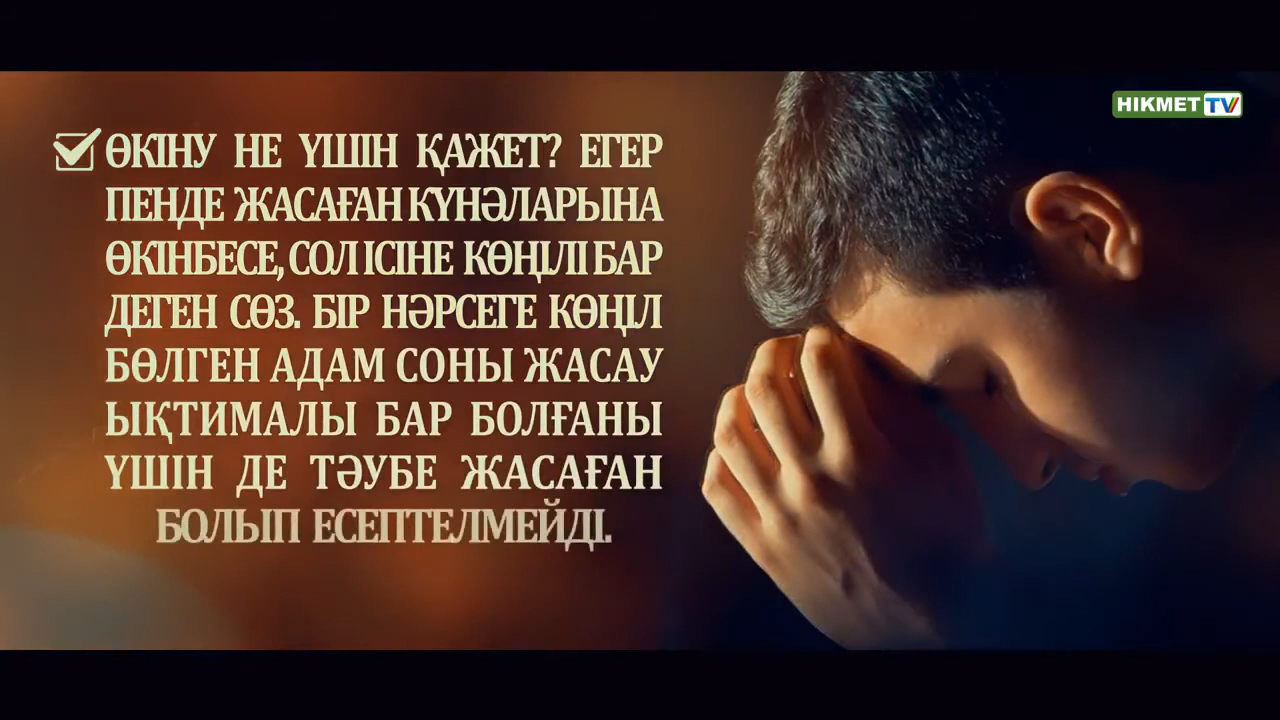 HIKMET TV
ӨКІНУ НЕ ҮШІН ҚАЖЕТ? ЕГЕР
ПЕНДЕ ЖАСАҒАН КҮНӘЛАРЫНА
ӨКІНБЕСЕ, СОЛ ІСІНЕ КӨҢІЛІ БАР
ДЕГЕН СӨЗ. БІР НӘРСЕГЕ КӨҢІЛ
БӨЛГЕН АДАМ СОНЫ ЖАСАУ
ЫҚТИМАЛЫ БАР БОЛҒАНЫ
ҮШІН ДЕ ТӘУБЕ ЖАСАҒАН
БОЛЫП ЕСЕПТЕЛМЕЙДІ.